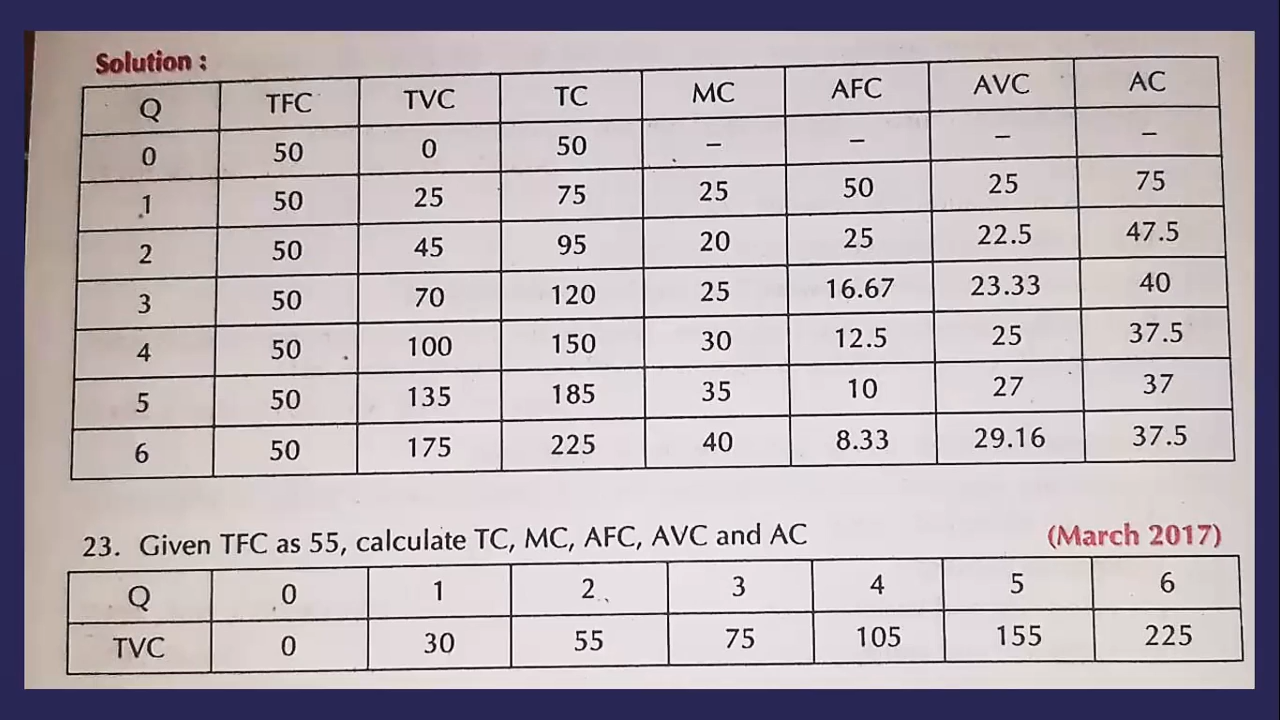 Solution :
Q TFC TVC TC MC AFC AVC AC
0 50 0 50 – – – –
1 50 25 75 25 50 25 75
2 50 45 95 20 25 22.5 47.5
3 50 70 120 25 16.67 23.33 40
4 50 100 150 30 12.5 25 37.5
5 50 135 185 35 10 27 37
6 50 175 225 40 8.33 29.16 37.5
23. Given TFC as 55, calculate TC, MC, AFC, AVC and AC (March 2017)
Q 0 1 2 3 4 5 6
TVC 0 30 55 75 105 155 225